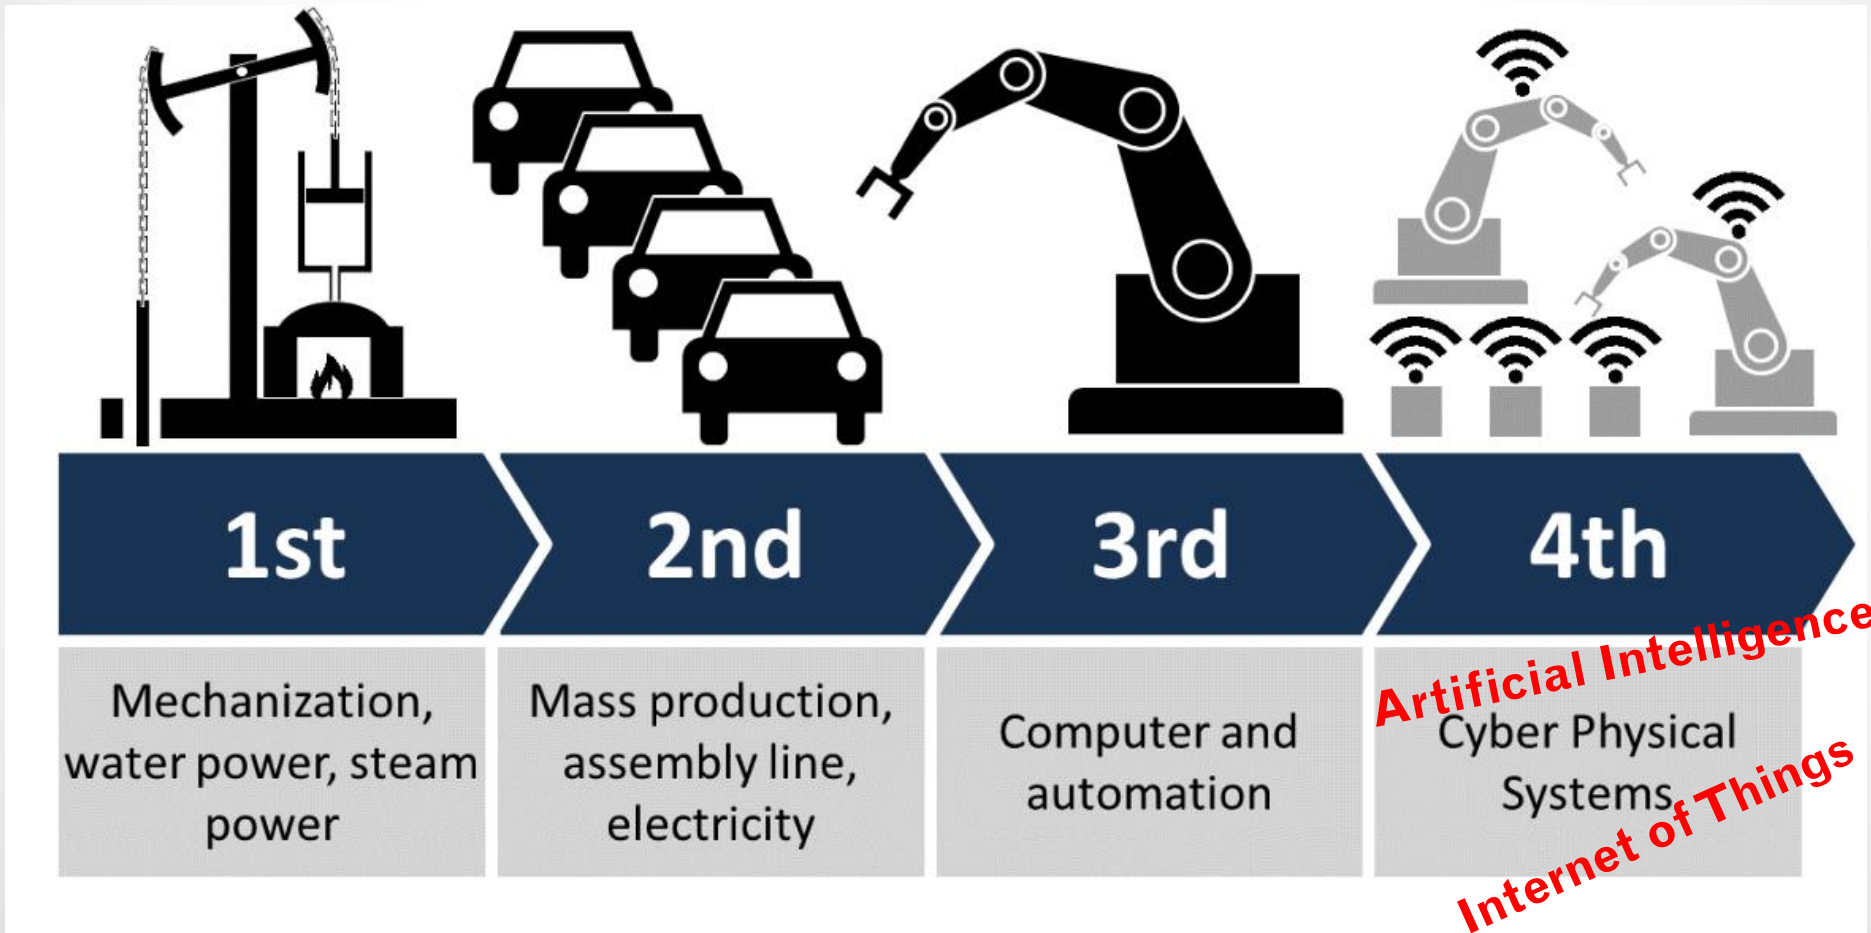 1st
2nd
3rd
4th
Mechanization,
water power, steam
power
Mass production,
assembly line,
electricity
Computer and
automation
Artificial Intelligence
Cyber Physical
Systems
Internet of Things